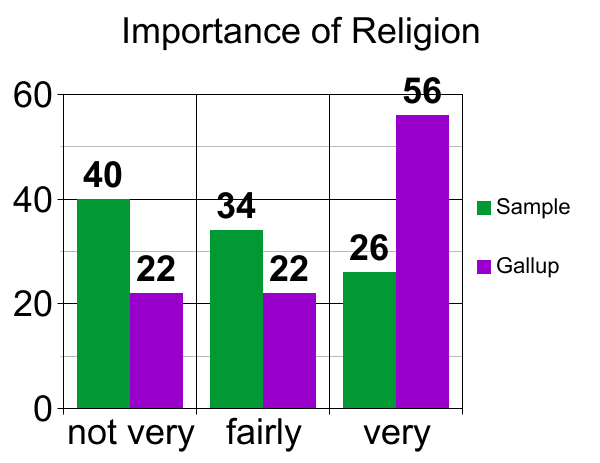 Importance of Religion
60
56
40
40
34
26
22
22
20
0
not very
fairly
very
Sample
Gallup